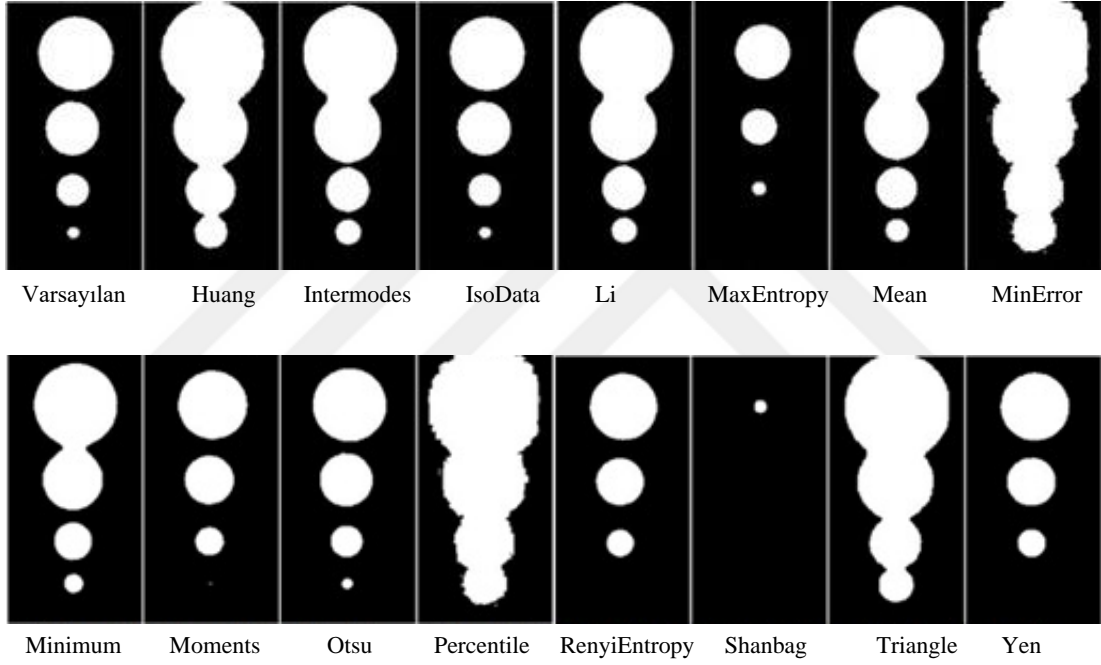 Varsayılan Huang Intermodes IsoData Li MaxEntropy Mean MinError
Minimum Moments Otsu Percentile RenyiEntropy Shanbag Triangle Yen